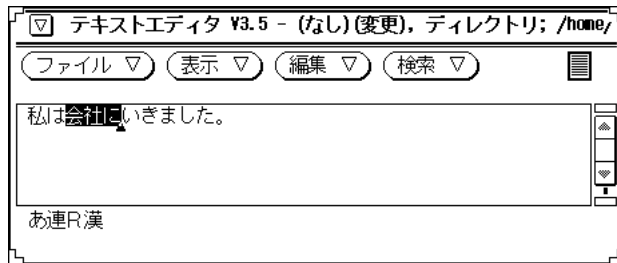 テキストエディタ V3.5 - (なし)(変更), ディレクトリ; /home/
ファイル ▽ 表示 ▽ 編集 ▽ 検索 ▽
私は会社にいきました。
あ連R漢